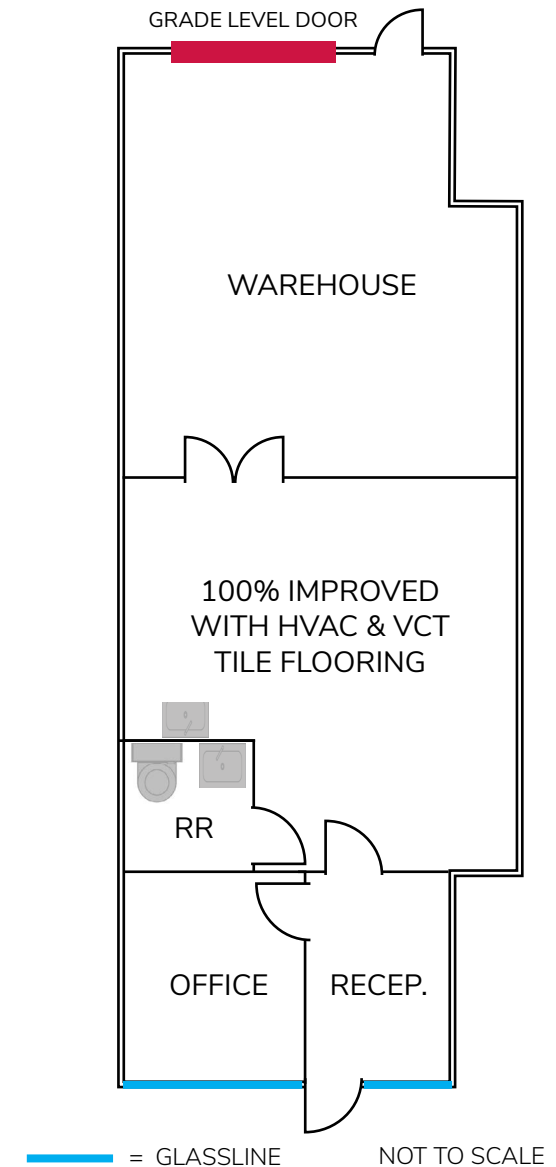 GRADE LEVEL DOOR
WAREHOUSE
100% IMPROVED
WITH HVAC & VCT
TILE FLOORING
RR
OFFICE
RECEP.
= GLASSLINE
NOT TO SCALE